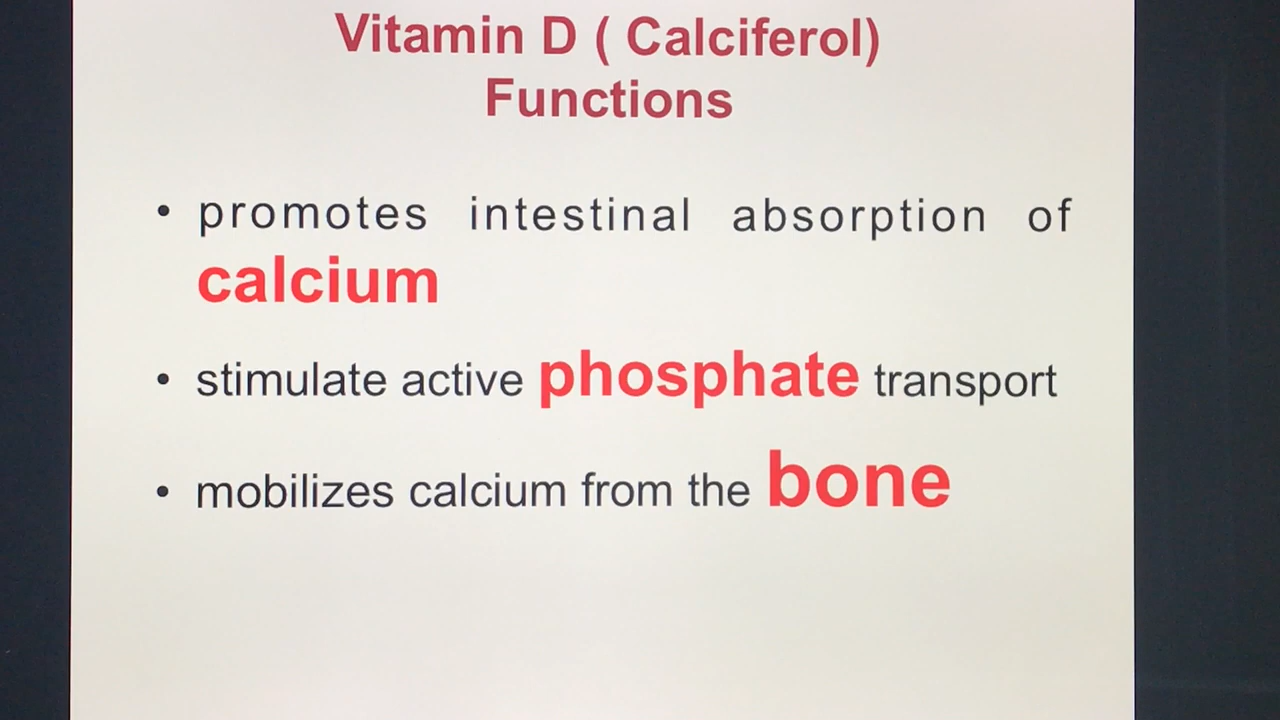 Vitamin D ( Calciferol)
Functions
• promotes intestinal absorption of
calcium
• stimulate active phosphate transport
• mobilizes calcium from the bone